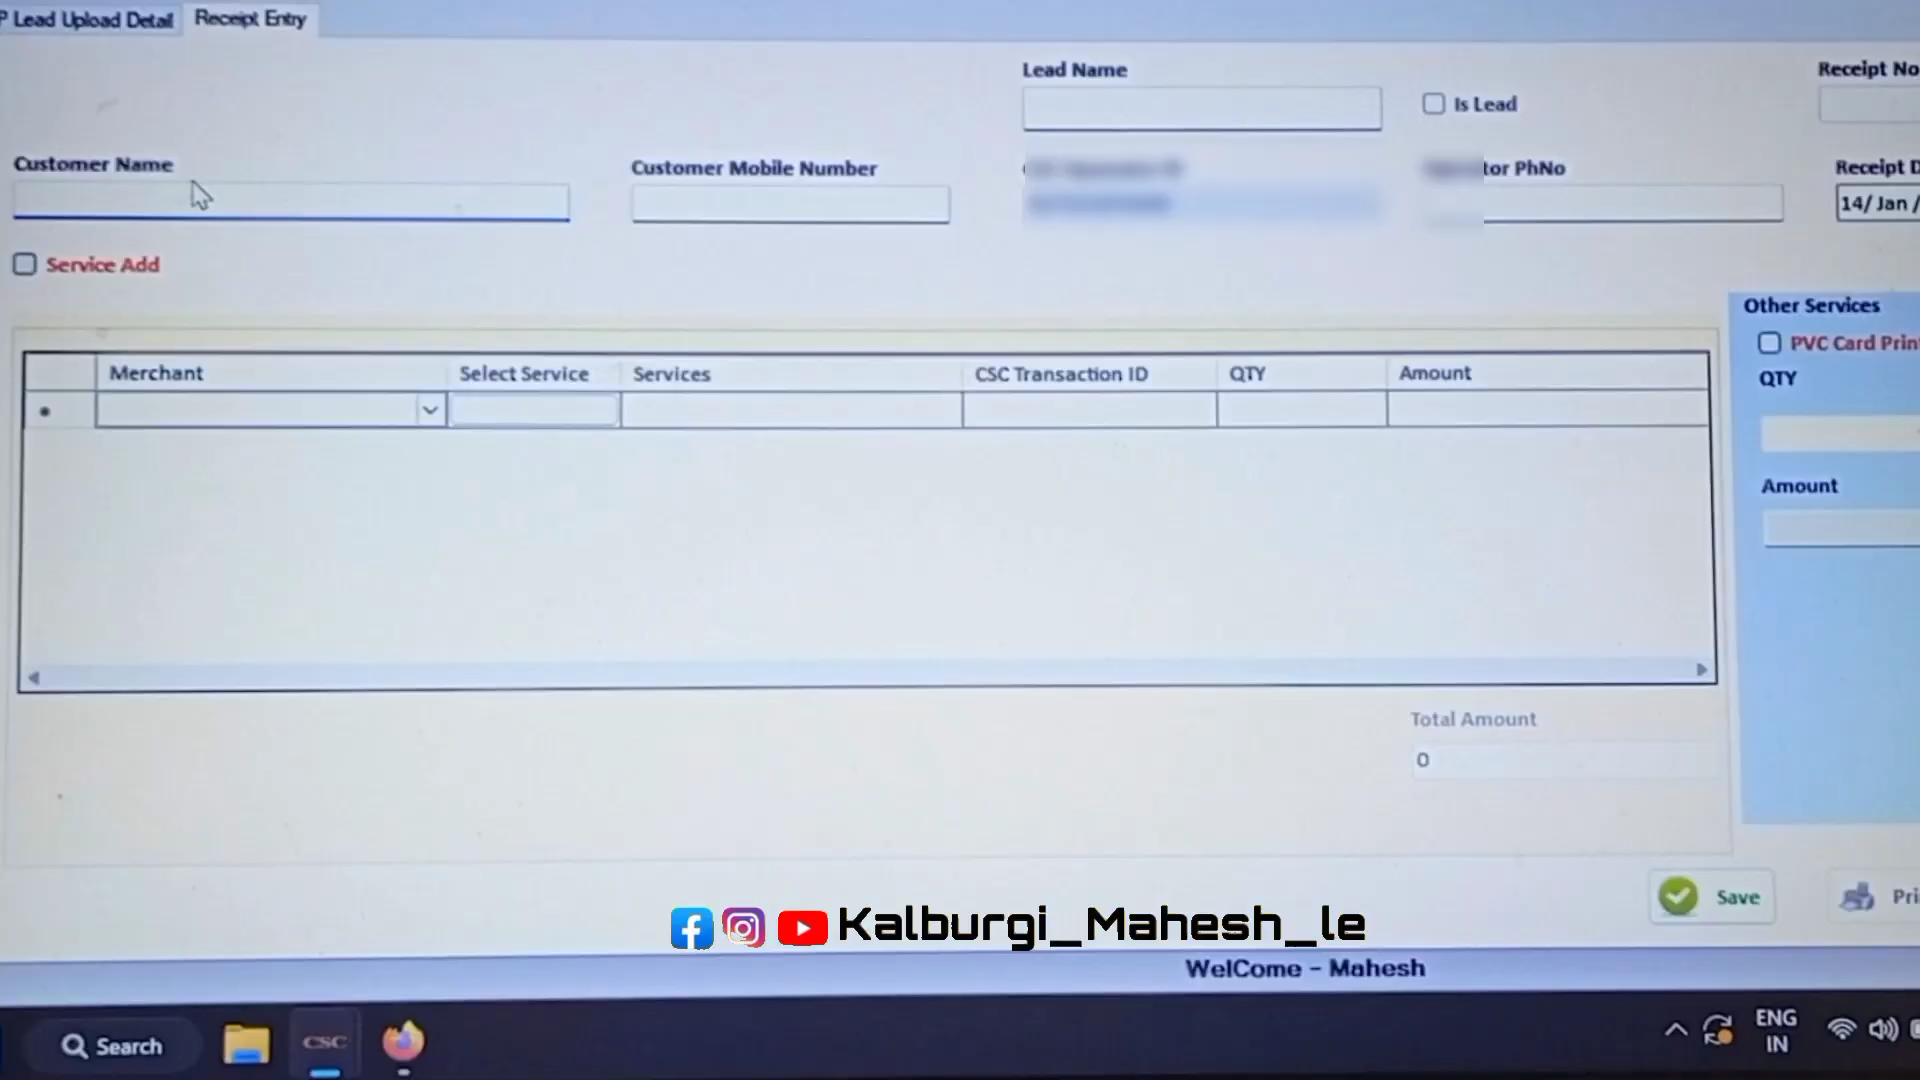 P Lead Upload Detail Receipt Entry
Lead Name
Is Lead
Receipt No
Customer Name
Customer Mobile Number
tor PhNo
Receipt D
14/ Jan /
Service Add
Other Services
PVC Card Prin
QTY
Amount
Merchant Select Service Services CSC Transaction ID QTY Amount
Total Amount
0
Save
Pri
Kalburgi_Mahesh_le
WelCome - Mahesh
Search
CSC
ENG
IN